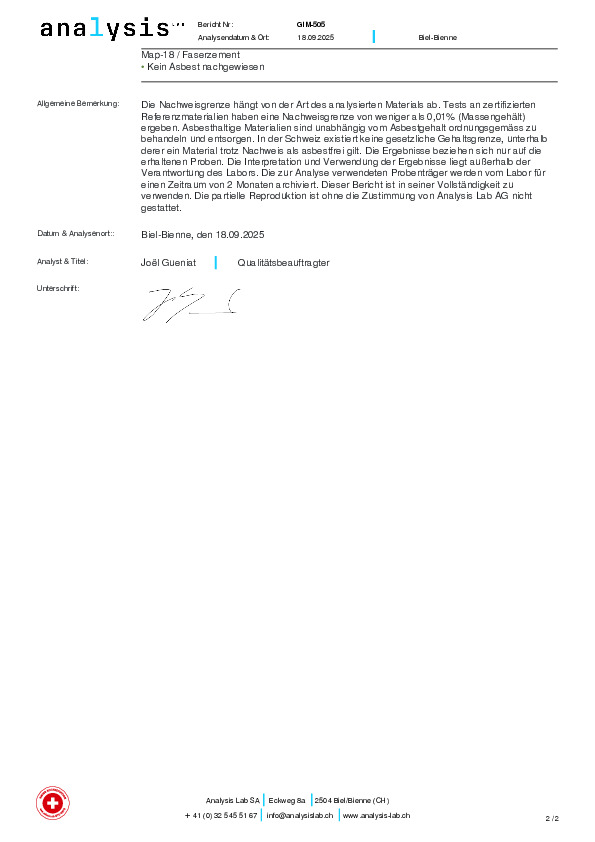 analysis
Bericht Nr: GIM-505
Analysendatum & Ort: 18.09.2025 Biel-Bienne
Map-18 / Faserzement
• Kein Asbest nachgewiesen
Allgemeine Bemerkung: Die Nachweisgrenze hängt von der Art des analysierten Materials ab. Tests an zertifizierten
Referenzmaterialien haben eine Nachweisgrenze von weniger als 0,01% (Massengehält)
ergeben. Asbesthaltige Materialien sind unabhängig vom Asbestgehalt ordnungsgemäss zu
behandeln und entsorgen. In der Schweiz existiert keine gesetzliche Gehaltsgrenze, unterhalb
derer ein Material trotz Nachweis als asbestfrei gilt. Die Ergebnisse beziehen sich nur auf die
erhaltenen Proben. Die Interpretation und Verwendung der Ergebnisse liegt außerhalb der
Verantwortung des Labors. Die zur Analyse verwendeten Probenträger werden vom Labor für
einen Zeitraum von 2 Monaten archiviert. Dieser Bericht ist in seiner Vollständigkeit zu
verwenden. Die partielle Reproduktion ist ohne die Zustimmung von Analysis Lab AG nicht
gestattet.
Datum & Analysenort:: Biel-Bienne, den 18.09.2025
Analyst & Titel: Joël Gueniat Qualitätsbeauftragter
Unterschrift:
Analysis Lab SA Eckweg 8a 2504 Biel/Bienne (CH)
+ 41 (0) 32 545 51 67 info@analysislab.ch www.analysis-lab.ch
2 / 2